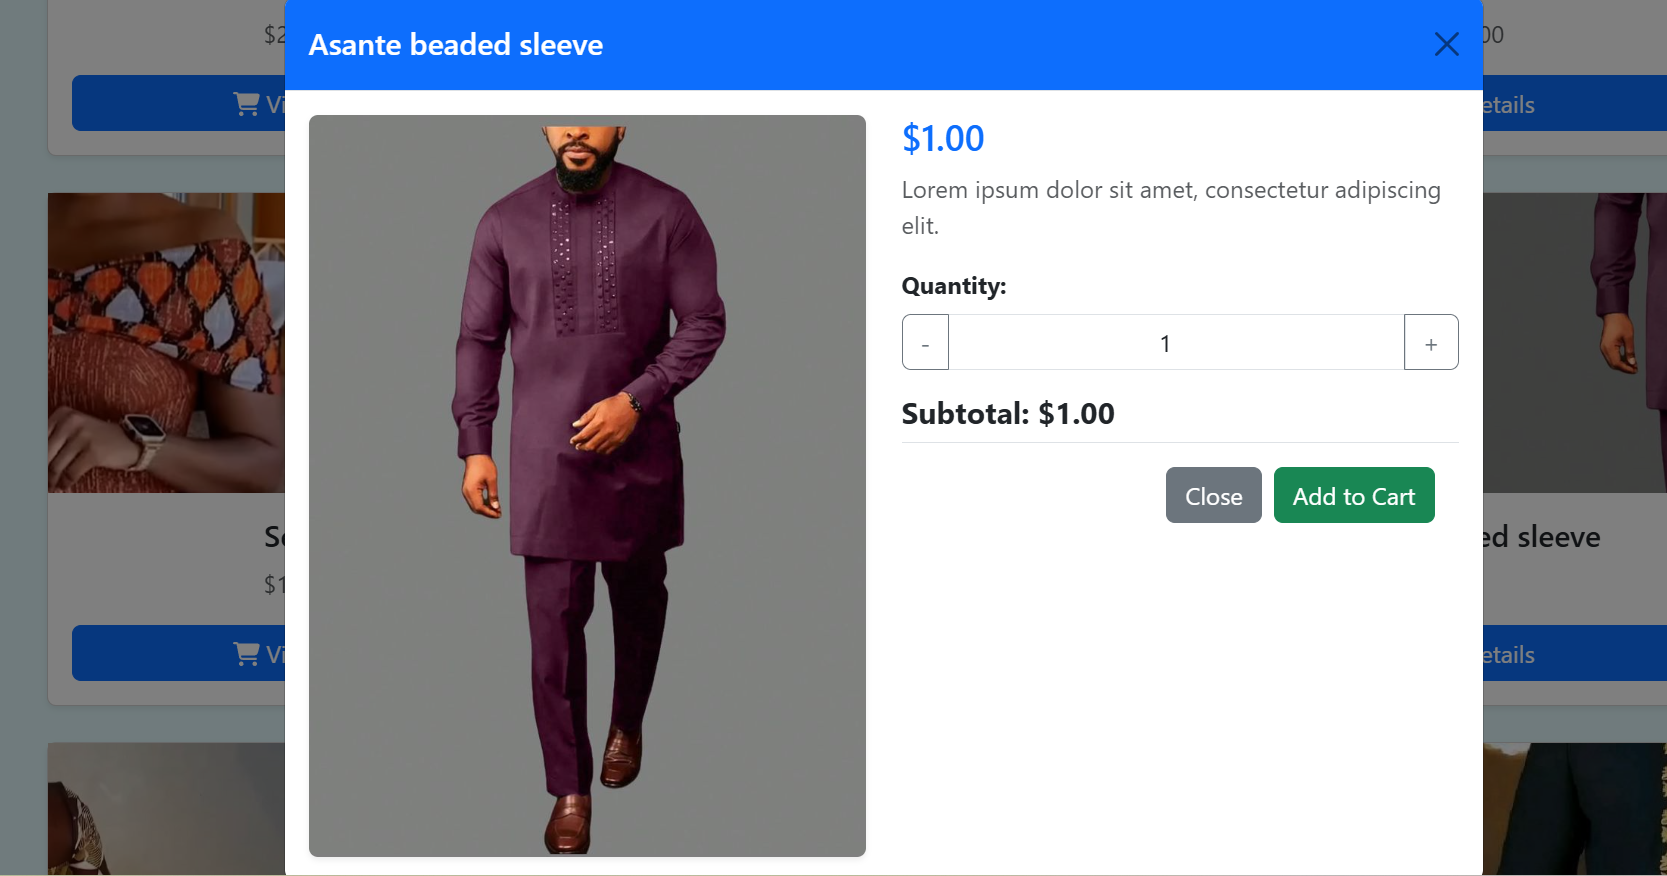 Asante beaded sleeve
$1.00
Lorem ipsum dolor sit amet, consectetur adipiscing
elit.
Quantity:
-
1
+
Subtotal: $1.00
Close
Add to Cart
etails
sleeve
etails